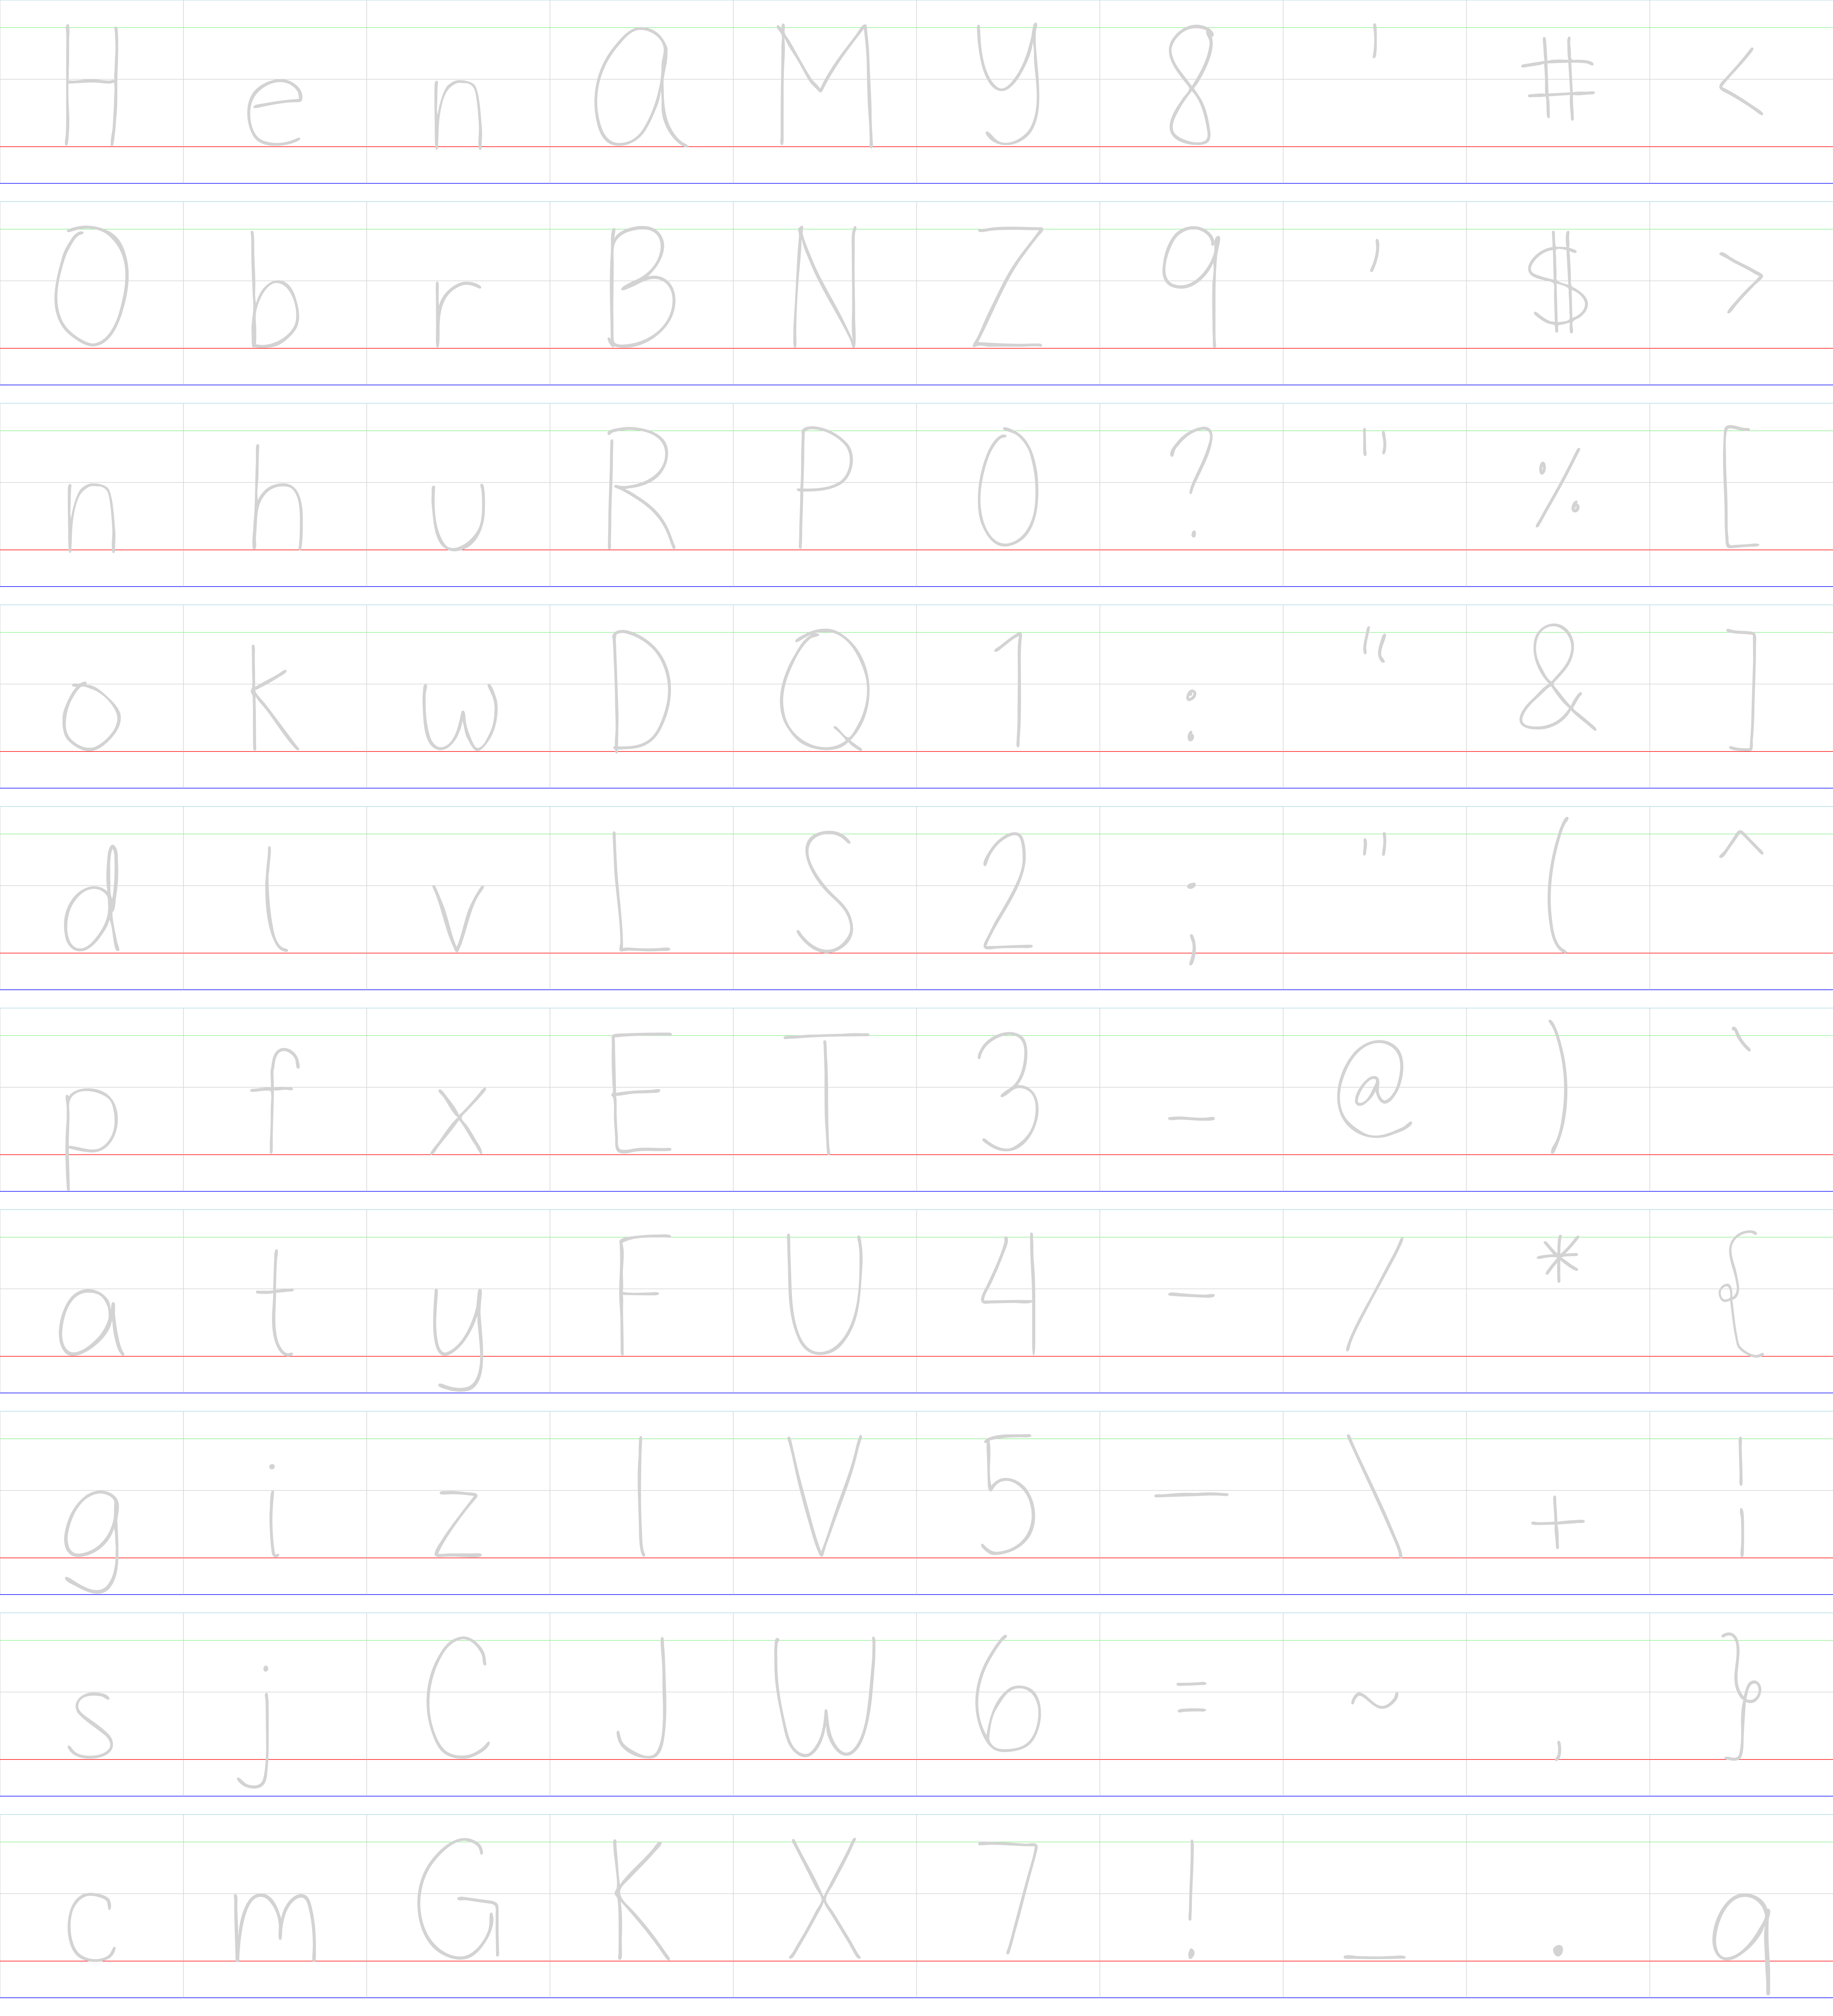 H e n a M y 8 ' # <
O b r B N Z 9 ' $ >
n h u R P 0 ? " % [
o k w D Q 1 : " & ]
d l v L S 2 ; " ( ^
p f x E T 3 - @ ) `
a t y F U 4 - / * {
g i z I V 5 — \ + ¦
s j C J W 6 = ~ , }
c m G K X 7 ! _ . q